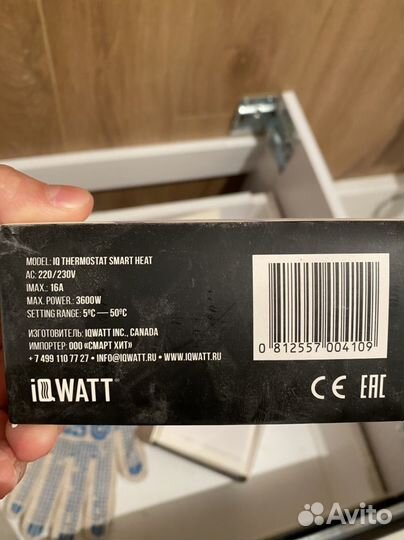 MODEL: IQ THERMOSTAT SMART HEAT
AC: 220/230V
IMAX.: 16A
MAX. POWER: 3600W
SETTING RANGE: 5ºC — 50ºC
ИЗГОТОВИТЕЛЬ: IQWATT INC., CANADA
ИМПОРТЕР: ООО «СМАРТ ХИТ»
+ 7 499 110 77 27 • INFO@IQWATT.RU • WWW.IQWATT.RU
0 812557 004109
iQWATT®
CE EAC
Avito